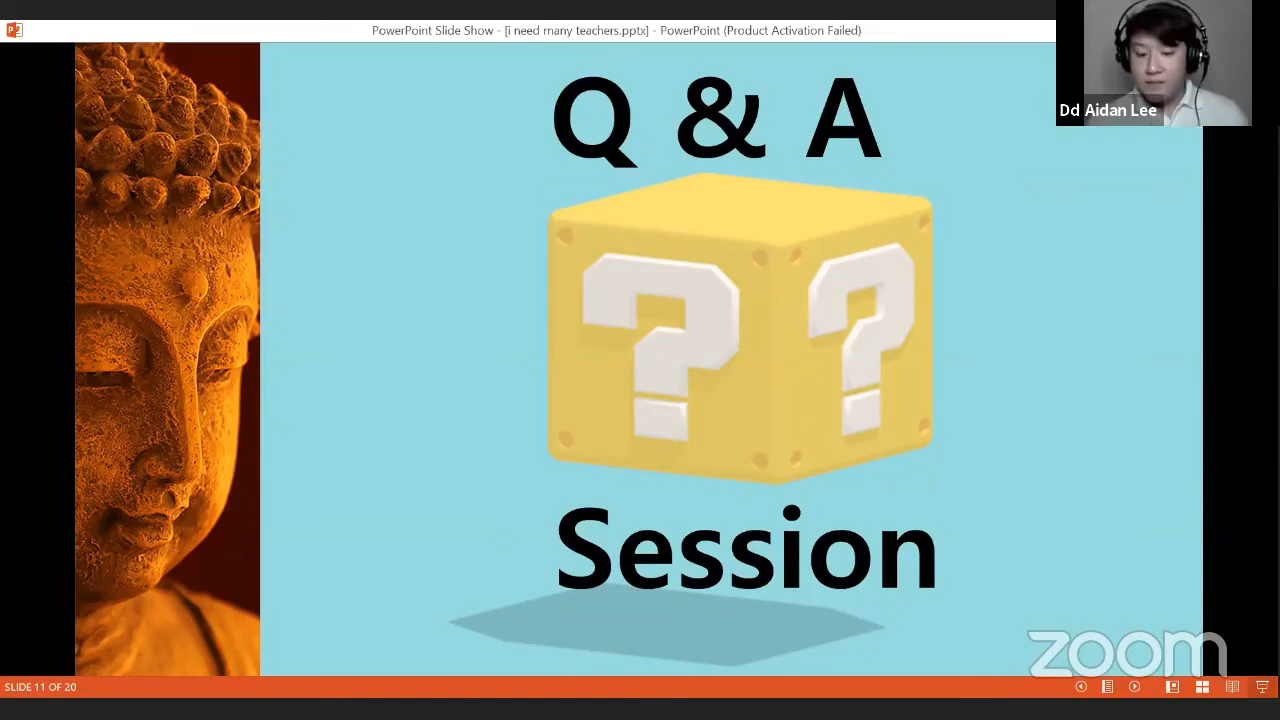 PowerPoint Slide Show - [i need many teachers.pptx] - PowerPoint (Product Activation Failed)
Dd Aidan Lee
Q & A
? ?
Session
zoom
SLIDE 11 OF 20